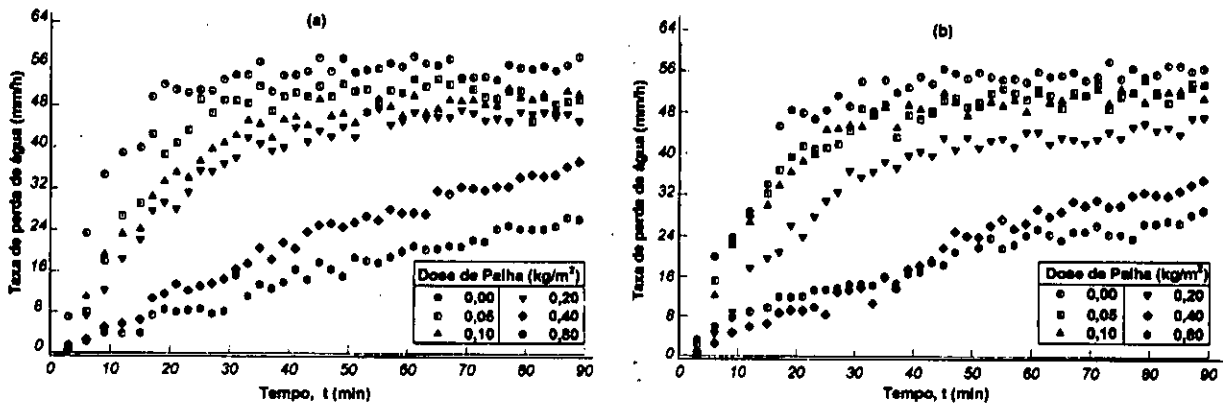 (a)
Taxa de perda de água (mm/h)
64
56
48
40
32
24
16
8
0
0 10 20 30 40 50 60 70 80 90
Tempo, t (min)
Dose de Palha (kg/m²)
0,00 0,20
0,05 0,40
0,10 0,80
(b)
Taxa de perda de água (mm/h)
64
56
48
40
32
24
16
8
0
0 10 20 30 40 50 60 70 80 90
Tempo, t (min)
Dose de Palha (kg/m²)
0,00 0,20
0,05 0,40
0,10 0,80